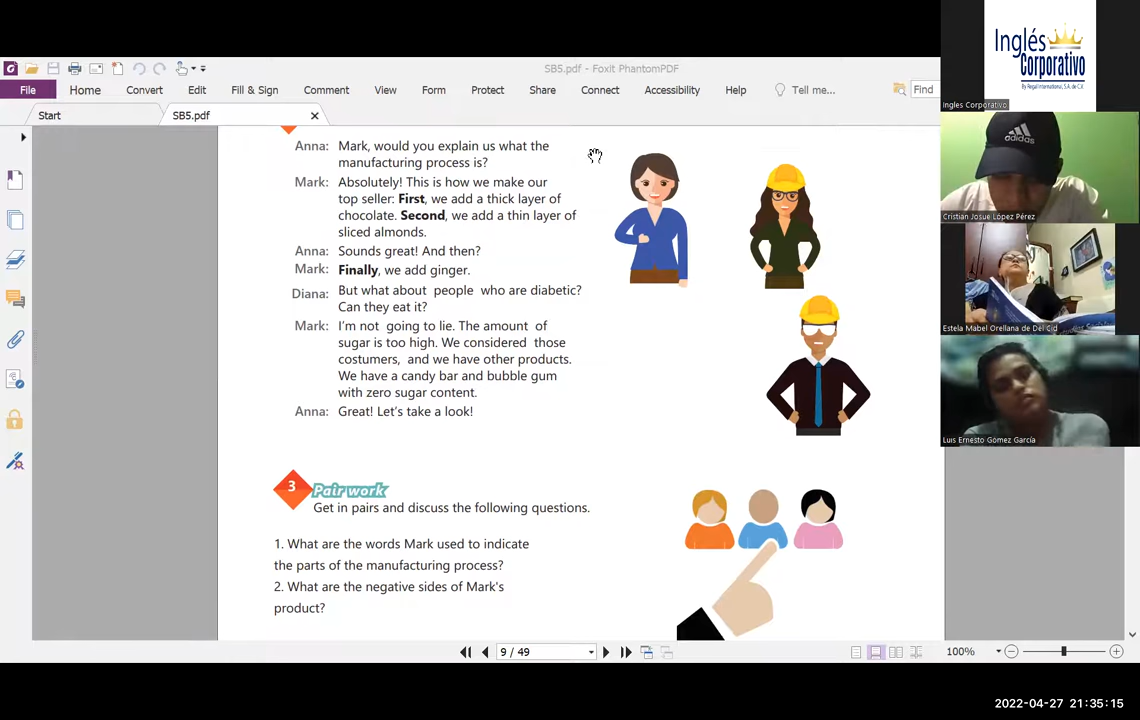 SB5.pdf - Foxit PhantomPDF
File Home Convert Edit Fill & Sign Comment View Form Protect Share Connect Accessibility Help Tell me... Find
Start SB5.pdf
Anna: Mark, would you explain us what the
manufacturing process is?
Mark: Absolutely! This is how we make our
top seller: First, we add a thick layer of
chocolate. Second, we add a thin layer of
sliced almonds.
Anna: Sounds great! And then?
Mark: Finally, we add ginger.
Diana: But what about people who are diabetic?
Can they eat it?
Mark: I'm not going to lie. The amount of
sugar is too high. We considered those
costumers, and we have other products.
We have a candy bar and bubble gum
with zero sugar content.
Anna: Great! Let's take a look!
3 Pair work
Get in pairs and discuss the following questions.
1. What are the words Mark used to indicate
the parts of the manufacturing process?
2. What are the negative sides of Mark's
product?
9 / 49
100%
Inglés
Corporativo
By Regal International, S.A. de C.V.
Ingles Corporativo
adidas
Cristian Josue López Pérez
Estela Mabel Orellana de Del Cid
Luis Ernesto Gómez García
2022-04-27 21:35:15